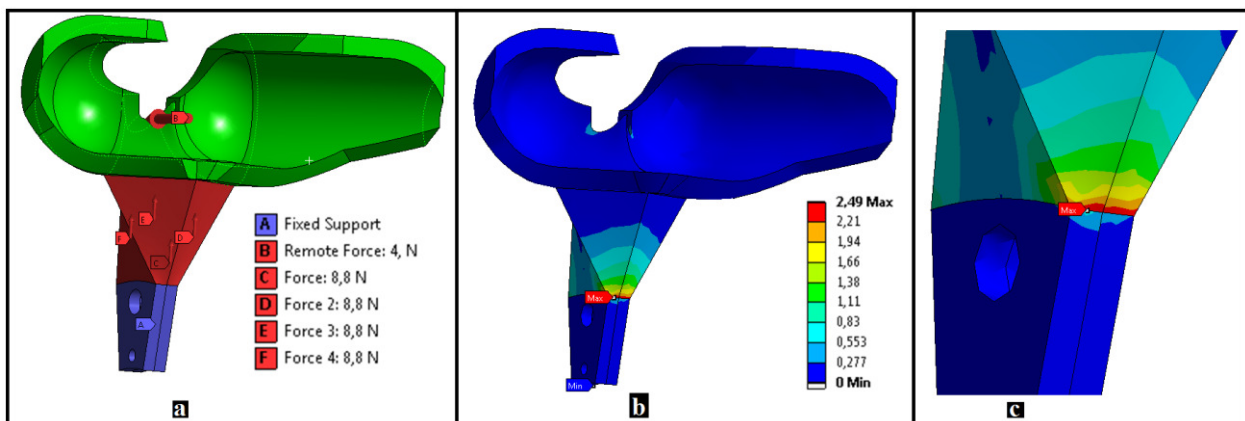 B
E
F
D
C
A
A Fixed Support
B Remote Force: 4, N
C Force: 8,8 N
D Force 2: 8,8 N
E Force 3: 8,8 N
F Force 4: 8,8 N
a
Max
Min
2,49 Max
2,21
1,94
1,66
1,38
1,11
0,83
0,553
0,277
0 Min
b
Max
c